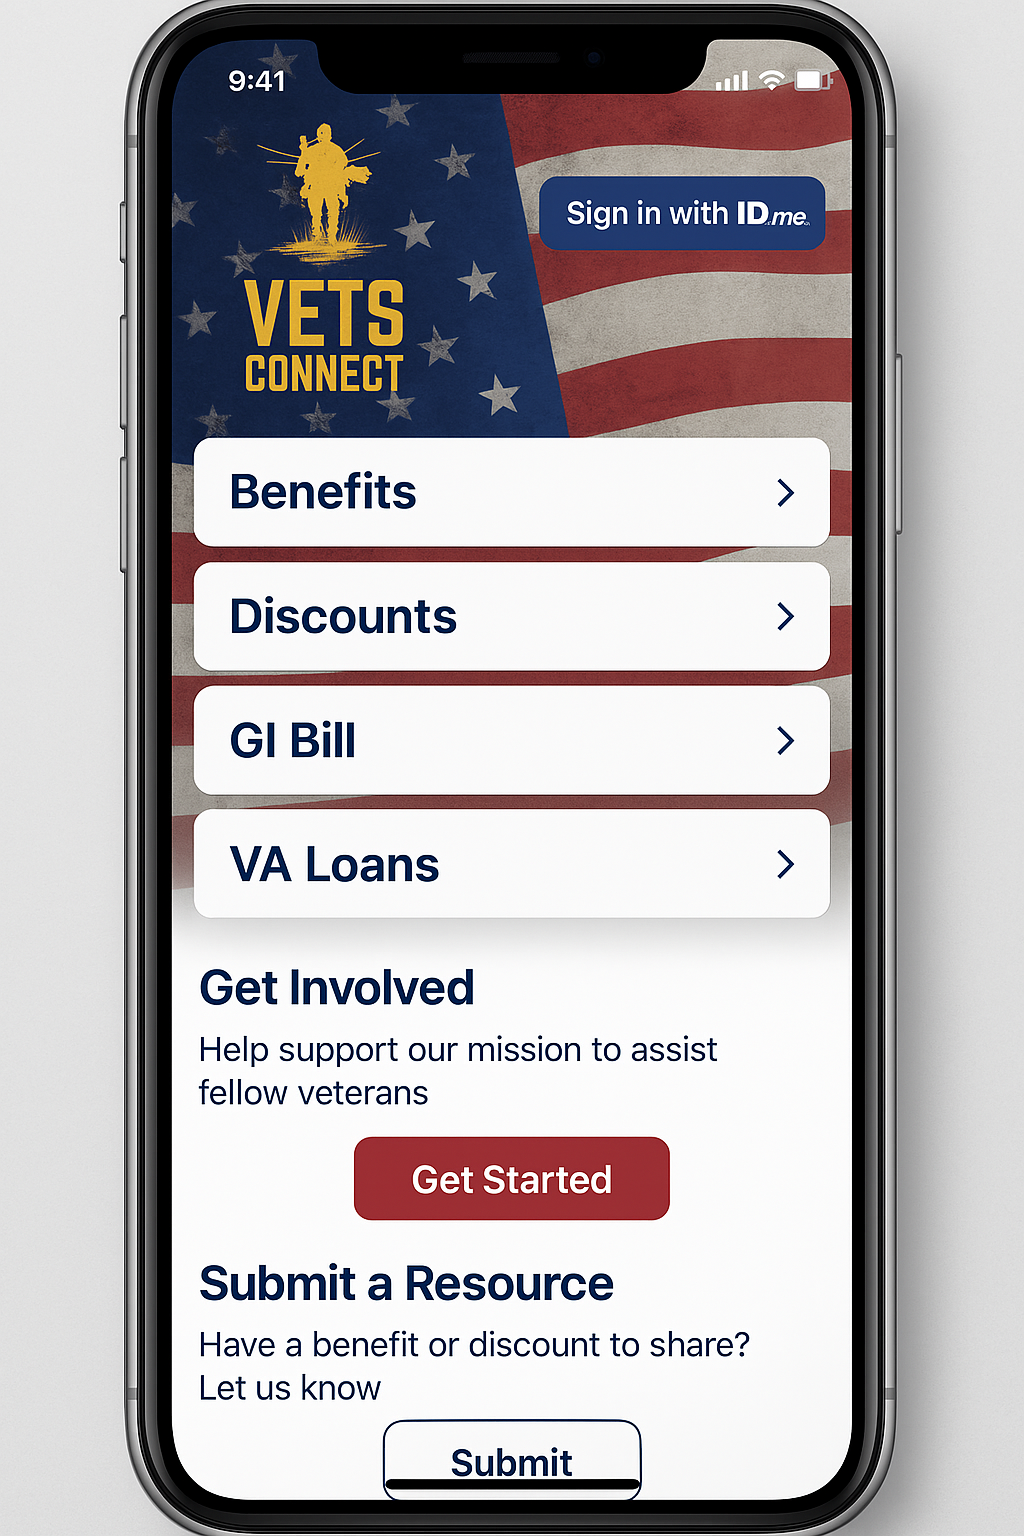 9:41
Sign in with ID.me
VETS
CONNECT
Benefits
Discounts
GI Bill
VA Loans
Get Involved
Help support our mission to assist
fellow veterans
Get Started
Submit a Resource
Have a benefit or discount to share?
Let us know
Submit